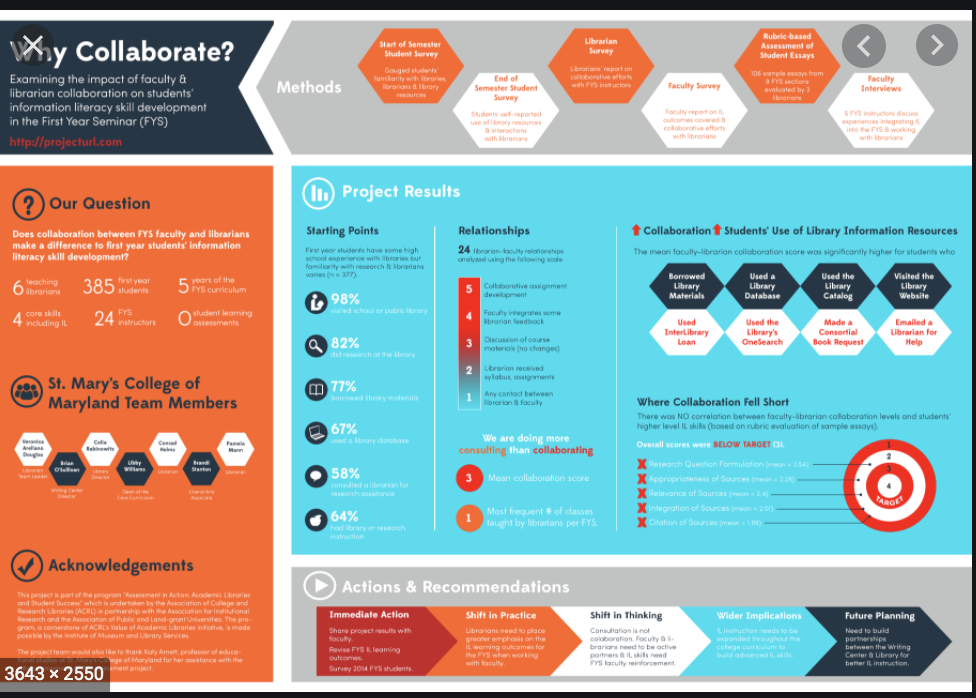 Why Collaborate?
Examining the impact of faculty &
librarian collaboration on students'
information literacy skill development
in the First Year Seminar (FYS)
http://projecturl.com
Methods
Start of Semester
Student Survey
Gauged students'
familiarity with libraries,
librarians & library
resources
End of
Semester Student
Survey
Students self-reported
use of library resources
& interactions
with librarians
Librarian
Survey
Librarians' report on
collaborative efforts
with FYS instructors
Faculty Survey
Faculty report on IL
outcomes covered &
collaborative efforts
with librarians
Rubric-based
Assessment of
Student Essays
105 sample essays from
9 FYS sections
evaluated by 3
librarians
Faculty
Interviews
5 FYS instructors discuss
experiences integrating IL
into the FYS & working
with librarians
Our Question
Does collaboration between FYS faculty and librarians
make a difference to first year students' information
literacy skill development?
6 teaching
librarians
385 first year
students
5 years of the
FYS curriculum
4 core skills
including IL
24 FYS
instructors
0 student learning
assessments
St. Mary's College of
Maryland Team Members
Veronica
Arellano
Douglas
Librarian
Team Leader
Brian
O'Sullivan
Writing Center
Director
Celia
Rabinowitz
Library
Director
Libby
Williams
Dean of the
Core Curriculum
Conrad
Helms
Librarian
Brandi
Stanton
Liberal Arts
Associate
Pamela
Mann
Librarian
Acknowledgements
This project is part of the program "Assessment in Action: Academic Libraries
and Student Success" which is undertaken by the Association of College and
Research Libraries (ACRL) in partnership with the Association for Institutional
Research and the Association of Public and Land-grant Universities. The pro-
gram, a cornerstone of ACRL's Value of Academic Libraries initiative, is made
possible by the Institute of Museum and Library Services.
The project team would also like to thank Katy Arnett, professor of educa-
tional studies at St. Mary's College of Maryland for her assistance with the
project.
3643 × 2550
Project Results
Starting Points
First year students have some high
school experience with libraries but
familiarity with research & librarians
varies (n = 377).
98%
visited school or public library
82%
did research at the library
77%
borrowed library materials
67%
used a library database
58%
consulted a librarian for
research assistance
64%
had library or research
instruction
Relationships
24 librarian-faculty relationships
analyzed using the following scale
5 Collaborative assignment
development
4 Faculty integrates some
librarian feedback
3 Discussion of course
materials (no changes)
2 Librarian received
syllabus, assignments
1 Any contact between
librarian & faculty
We are doing more
consulting than collaborating
3 Mean collaboration score
1 Most frequent # of classes
taught by librarians per FYS.
Collaboration Students' Use of Library Information Resources
The mean faculty-librarian collaboration score was significantly higher for students who
Borrowed
Library
Materials
Used a
Library
Database
Used the
Library
Catalog
Visited the
Library
Website
Used
InterLibrary
Loan
Used the
Library's
OneSearch
Made a
Consortial
Book Request
Emailed a
Librarian for
Help
Where Collaboration Fell Short
There was NO correlation between faculty-librarian collaboration levels and students'
higher level IL skills (based on rubric evaluation of sample essays).
Overall scores were BELOW TARGET (3).
X Research Question Formulation (mean = 2.54)
X Appropriateness of Sources (mean = 2.28)
X Relevance of Sources (mean = 2.4)
X Integration of Sources (mean = 2.01)
X Citation of Sources (mean = 1.98)
1
2
3
4
TARGET
Actions & Recommendations
Immediate Action
Share project results with
faculty.
Revise FYS IL learning
outcomes.
Survey 2014 FYS students.
Shift in Practice
Librarians need to place
greater emphasis on the
IL learning outcomes for
the FYS when working
with faculty.
Shift in Thinking
Consultation is not
collaboration. Faculty & li-
brarians need to be active
partners & IL skills need
FYS faculty reinforcement.
Wider Implications
IL instruction needs to be
expanded throughout the
college curriculum to
build advanced IL skills.
Future Planning
Need to build
partnerships
between the Writing
Center & Library for
better IL instruction.